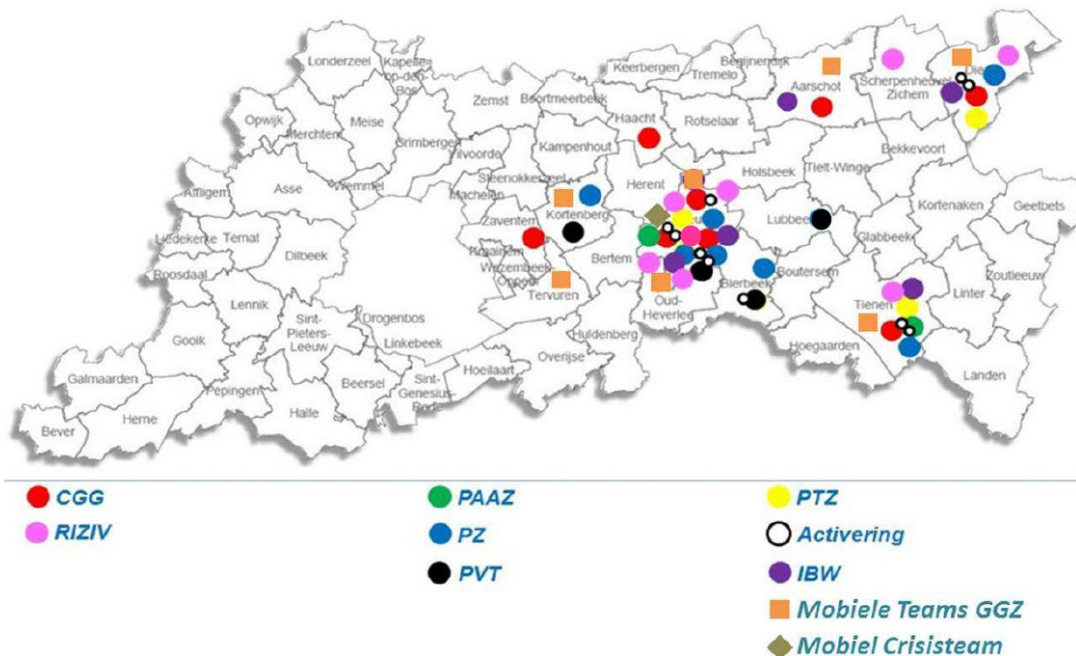 Londerzeel
Kapelle-
op-den-
Bos
Keerbergen
Begijnendijk
Tremelo
Aarschot
Scherpenheuvel
Zichem
Zemst
Boortmeerbeek
Opwijk
Merchtem
Meise
Haacht
Rotselaar
Grimbergen
Kampenhout
Vilvoorde
Bekkevoort
Steenokkerzeel
Herent
Holsbeek
Tielt-Winge
Affligem
Asse
Wemmel
Machelen
Kortenaken
Geetbets
Zaventem
Kortenberg
Lubbeek
Glabbeek
Liedekerke
Ternat
Dilbeek
Kraainem
Wezembeek-
Oppem
Bertem
Bierbeek
Boutersem
Zoutleeuw
Roosdaal
Tervuren
Linter
Lennik
Oud-
Heverlee
Tienen
Sint-
Pieters-
Leeuw
Drogenbos
Huldenberg
Gooik
Linkebeek
Hoegaarden
Overijse
Galmaarden
Pepingen
Beersel
Sint-
Genesius-
Rode
Hoeilaart
Landen
Bever
Herne
Halle
CGG
PAAZ
PTZ
RIZIV
PZ
Activering
PVT
IBW
Mobiele Teams GGZ
Mobiel Crisisteam